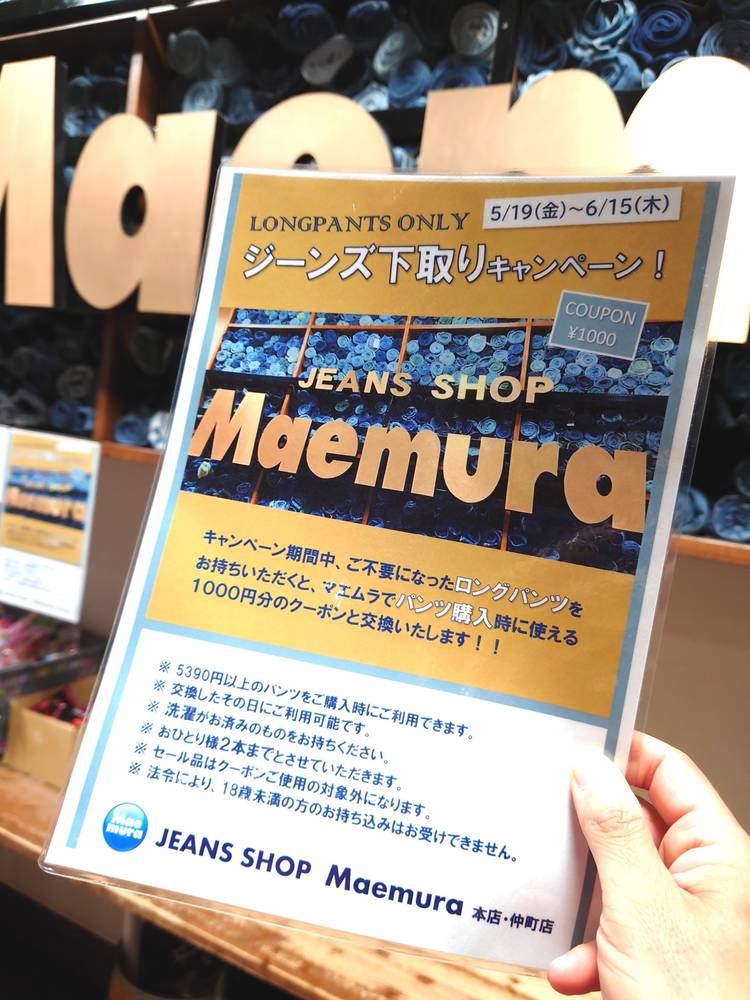 Maem
LONGPANTS ONLY
5/19(金)～6/15(木)
ジーンズ下取りキャンペーン！
COUPON
¥1000
JEANS SHOP
Maemura
キャンペーン期間中、ご不要になったロングパンツを
お持ちいただくと、マエムラでパンツ購入時に使える
1000円分のクーポンと交換いたします！！
※ 5390円以上のパンツをご購入時にご利用できます。
※ 交換したその日にご利用可能です。
※ 洗濯がお済みのものをお持ちください。
※ おひとり様2本までとさせていただきます。
※ セール品はクーポンご使用の対象外になります。
※ 法令により、18歳未満の方のお持ち込みはお受けできません。
Mae
mura
JEANS SHOP Maemura 本店・仲町店